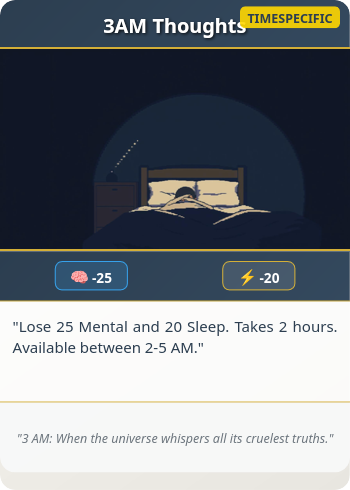 3AM Thoughts
TIMESPECIFIC
🧠 -25
⚡ -20
"Lose 25 Mental and 20 Sleep. Takes 2 hours.
Available between 2-5 AM."
"3 AM: When the universe whispers all its cruelest truths."